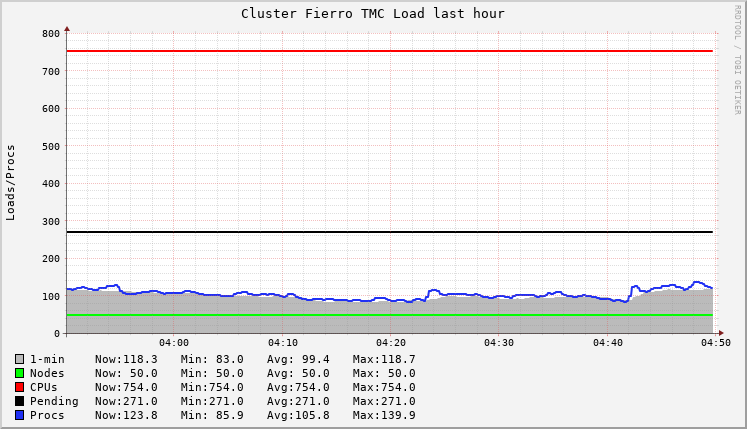 Cluster Fierro TMC Load last hour
RRDTOOL / TOBI OETIKER
Loads/Procs
800
700
600
500
400
300
200
100
0
04:00 04:10 04:20 04:30 04:40 04:50
1-min Now:118.3 Min: 83.0 Avg: 99.4 Max:118.7
Nodes Now: 50.0 Min: 50.0 Avg: 50.0 Max: 50.0
CPUs Now:754.0 Min:754.0 Avg:754.0 Max:754.0
Pending Now:271.0 Min:271.0 Avg:271.0 Max:271.0
Procs Now:123.8 Min: 85.9 Avg:105.8 Max:139.9